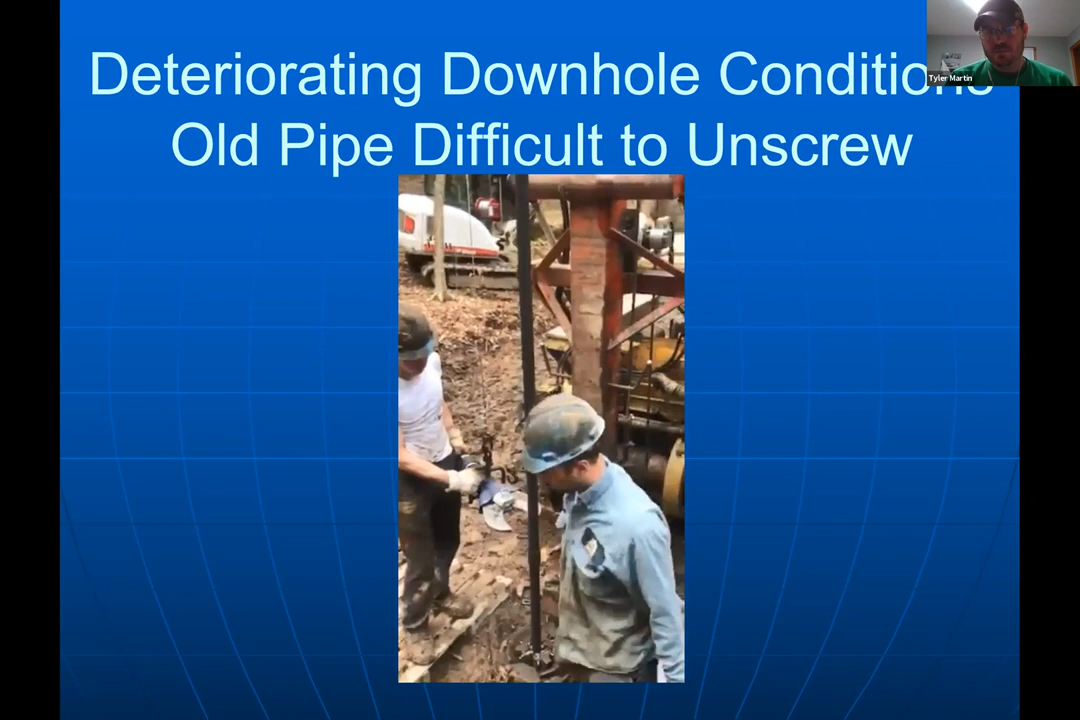 Deteriorating Downhole Conditions
Old Pipe Difficult to Unscrew
Tyler Martin